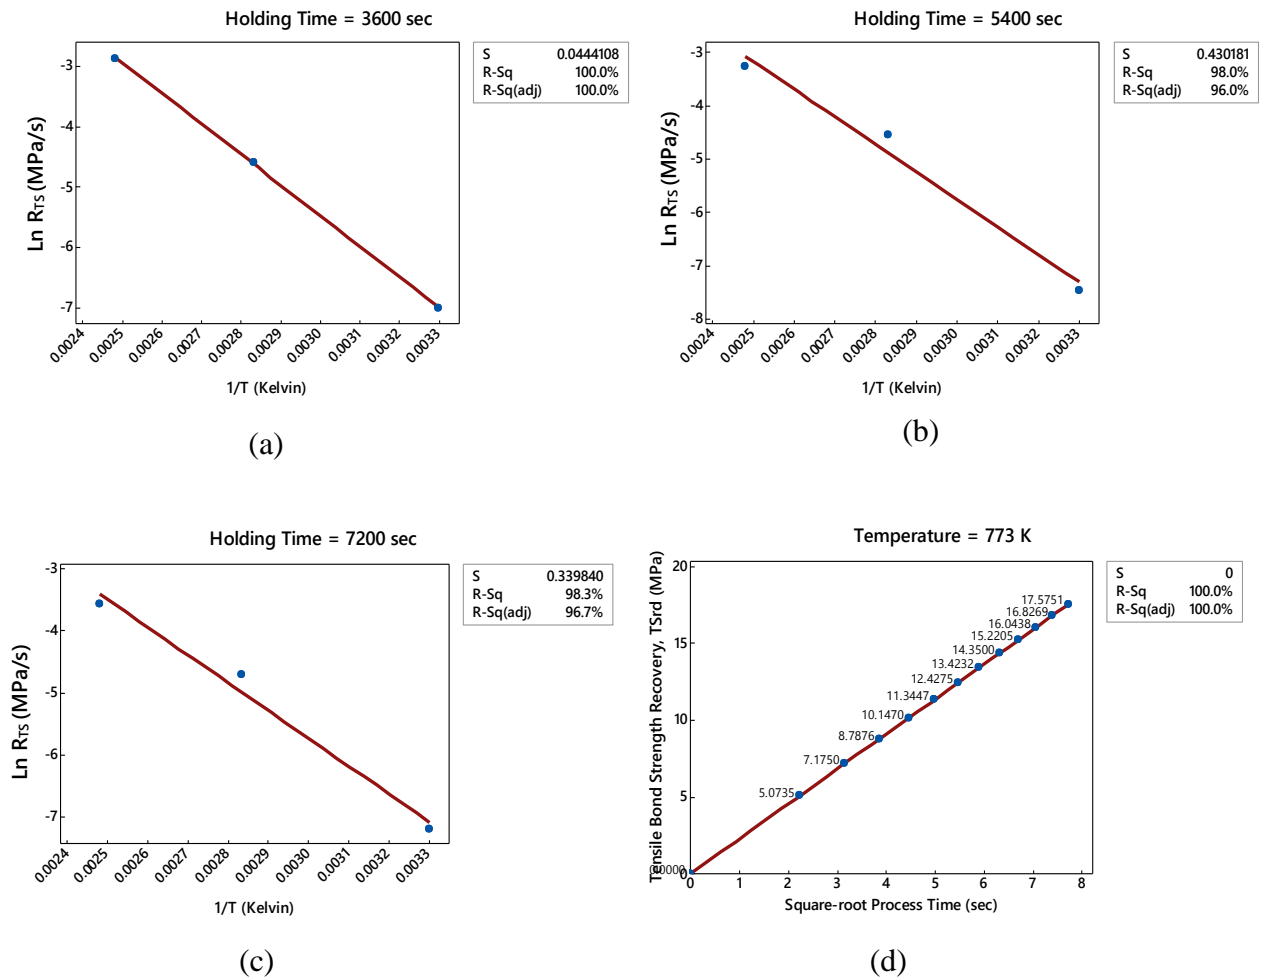 Holding Time = 3600 sec
S 0.0444108
R-Sq 100.0%
R-Sq(adj) 100.0%
Ln RTS (MPa/s)
-3
-4
-5
-6
-7
0.0024 0.0025 0.0026 0.0027 0.0028 0.0029 0.0030 0.0031 0.0032 0.0033
1/T (Kelvin)
(a)
Holding Time = 5400 sec
S 0.430181
R-Sq 98.0%
R-Sq(adj) 96.0%
Ln RTS (MPa/s)
-3
-4
-5
-6
-7
-8
0.0024 0.0025 0.0026 0.0027 0.0028 0.0029 0.0030 0.0031 0.0032 0.0033
1/T (Kelvin)
(b)
Holding Time = 7200 sec
S 0.339840
R-Sq 98.3%
R-Sq(adj) 96.7%
Ln RTS (MPa/s)
-3
-4
-5
-6
-7
0.0024 0.0025 0.0026 0.0027 0.0028 0.0029 0.0030 0.0031 0.0032 0.0033
1/T (Kelvin)
(c)
Temperature = 773 K
S 0
R-Sq 100.0%
R-Sq(adj) 100.0%
Tensile Bond Strength Recovery, TSrd (MPa)
20
15
10
5
0
17.5751
16.8269
16.0438
15.2205
14.3500
13.4232
12.4275
11.3447
10.1470
8.7876
7.1750
5.0735
0 1 2 3 4 5 6 7 8
Square-root Process Time (sec)
(d)